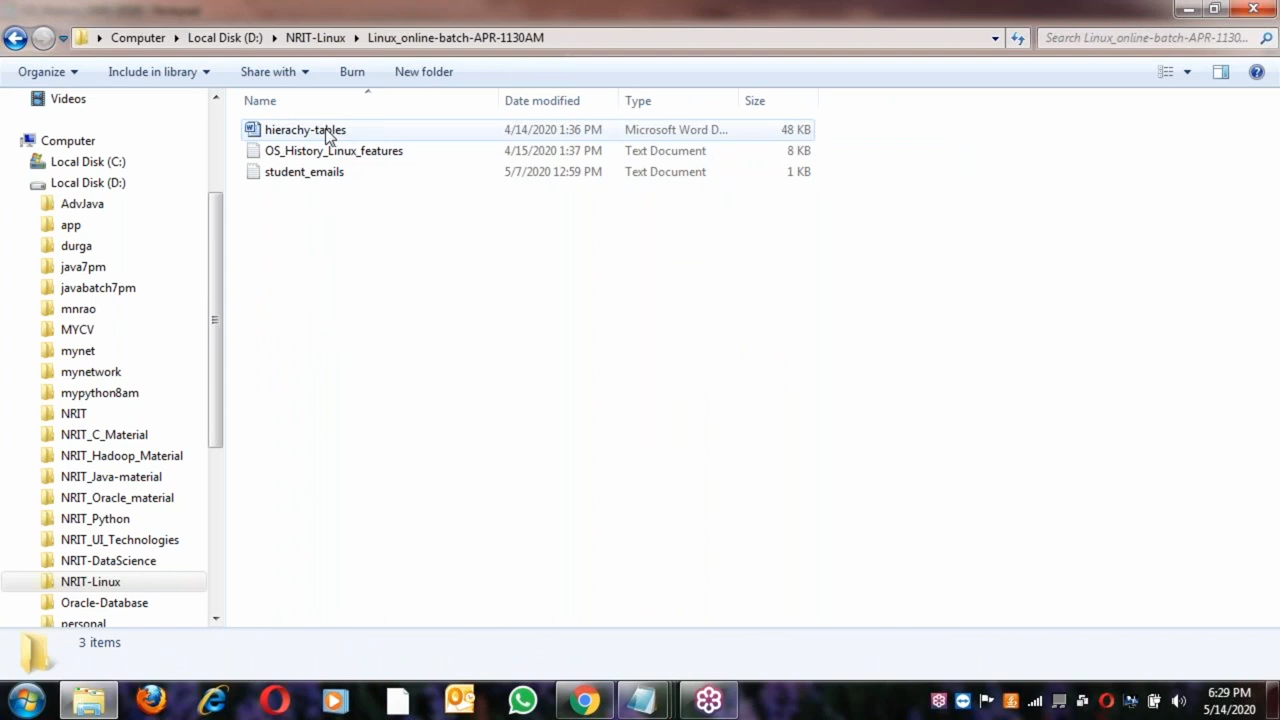 Computer
Local Disk (D:)
NRIT-Linux
Linux_online-batch-APR-1130AM
Search Linux_online-batch-APR-1130...
Organize
Include in library
Share with
Burn
New folder
Name
Date modified
Type
Size
hierachy-tables 4/14/2020 1:36 PM Microsoft Word D... 48 KB
OS_History_Linux_features 4/15/2020 1:37 PM Text Document 8 KB
student_emails 5/7/2020 12:59 PM Text Document 1 KB
Videos
Computer
Local Disk (C:)
Local Disk (D:)
AdvJava
app
durga
java7pm
javabatch7pm
mnrao
MYCV
mynet
mynetwork
mypython8am
NRIT
NRIT_C_Material
NRIT_Hadoop_Material
NRIT_Java-material
NRIT_Oracle_material
NRIT_Python
NRIT_UI_Technologies
NRIT-DataScience
NRIT-Linux
Oracle-Database
personal
3 items
6:29 PM
5/14/2020